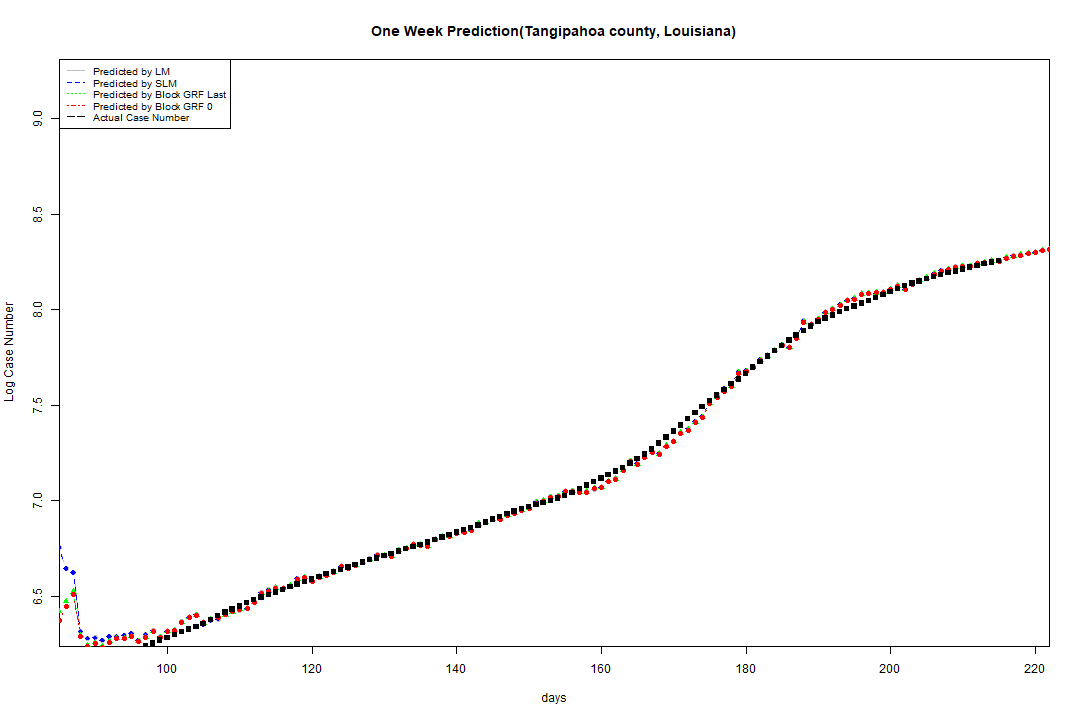 One Week Prediction(Tangipahoa county, Louisiana)
Predicted by LM
Predicted by SLM
Predicted by Block GRF Last
Predicted by Block GRF 0
Actual Case Number
9.0
8.5
8.0
7.5
7.0
6.5
Log Case Number
100 120 140 160 180 200 220
days